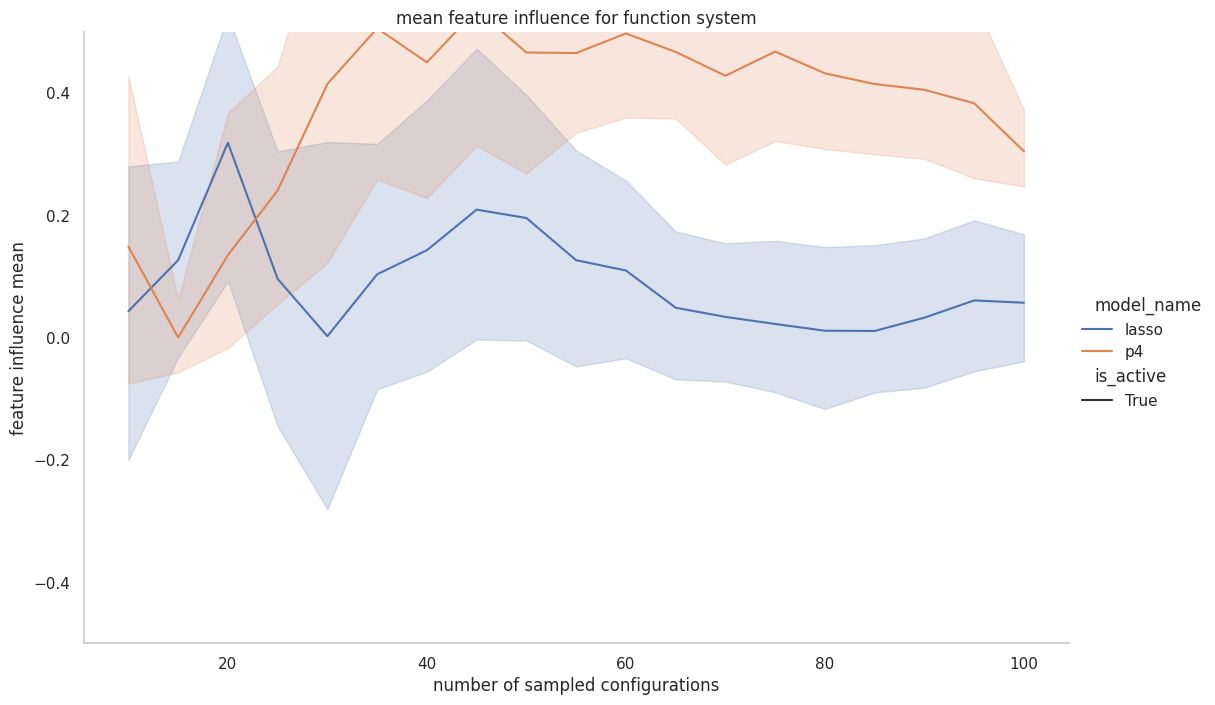 mean feature influence for function system
feature influence mean
0.4
0.2
0.0
−0.2
−0.4
20
40
60
80
100
number of sampled configurations
model_name
lasso
p4
is_active
True